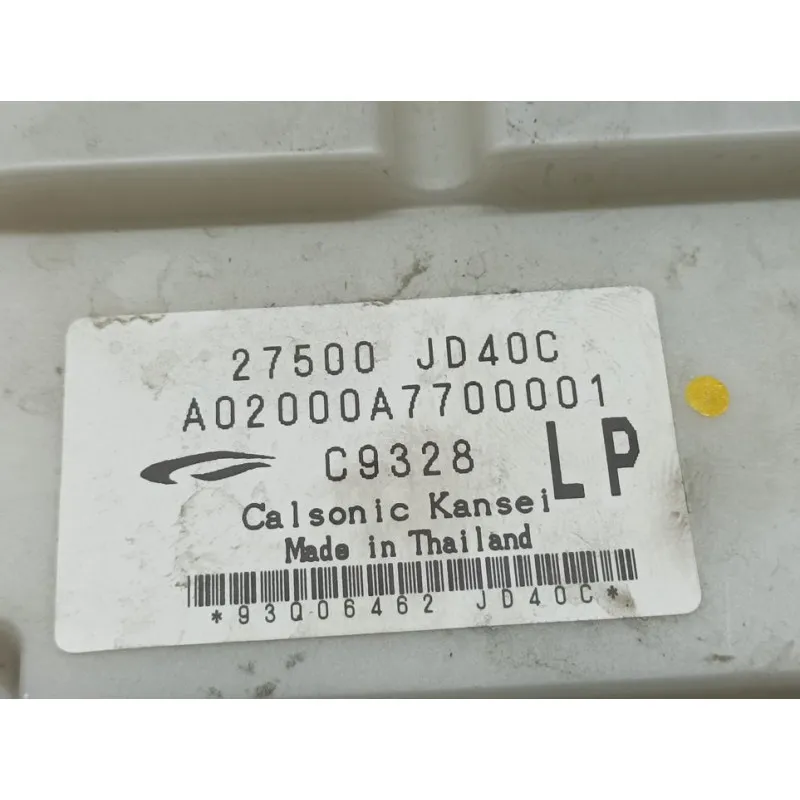 27500 JD40C
A02000A7700001
C9328 LP
Calsonic Kansei
Made in Thailand
*93Q06462 JD40C*